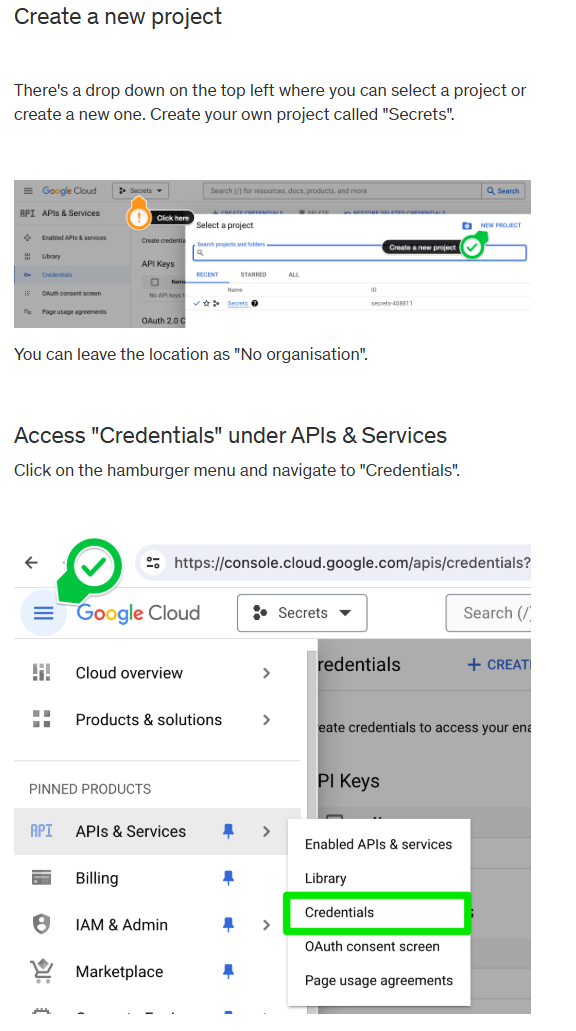 Create a new project
There's a drop down on the top left where you can select a project or
create a new one. Create your own project called "Secrets".
Google Cloud
Secrets
Search (/) for resources, docs, products, and more
Search
API APIs & Services
CREATE CREDENTIALS
DELETE
RESTORE DELETED CREDENTIALS
Click here
Select a project
NEW PROJECT
Enabled APIs & services
Create credentia
Search projects and folders
Create a new project
Library
API Keys
Credentials
RECENT
STARRED
ALL
Nam
Name
ID
OAuth consent screen
No API keys t
Secrets
secrets-408811
Page usage agreements
OAuth 2.0 C
You can leave the location as "No organisation".
Access "Credentials" under APIs & Services
Click on the hamburger menu and navigate to "Credentials".
https://console.cloud.google.com/apis/credentials?
Google Cloud
Secrets
Search (/)
Cloud overview
redentials
+ CREAT
Products & solutions
eate credentials to access your ena
PINNED PRODUCTS
PI Keys
API APIs & Services
Enabled APIs & services
Billing
Library
Credentials
IAM & Admin
OAuth consent screen
Marketplace
Page usage agreements